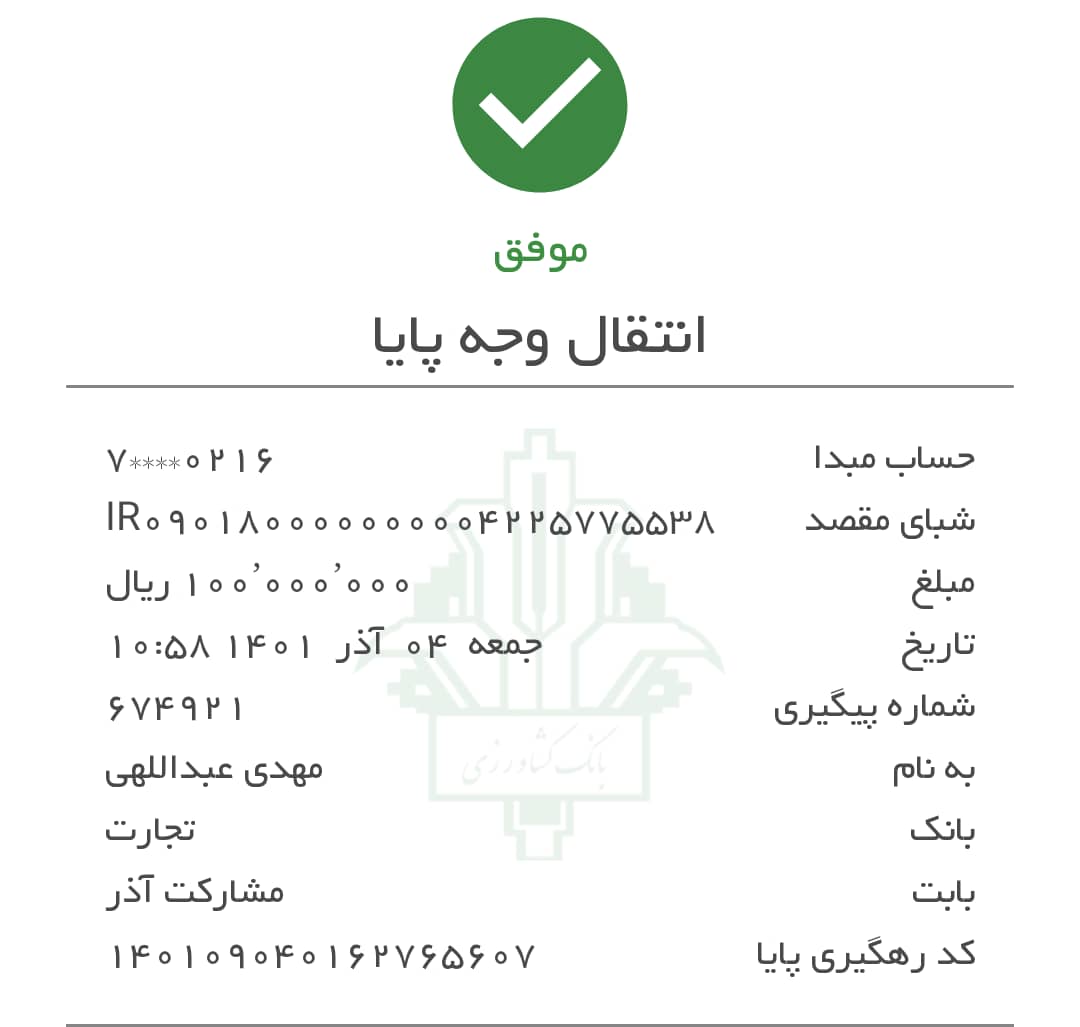 موفق
انتقال وجه پایا
حساب مبدا ۷****۰۲۱۶
شبای مقصد IR۰۹۰۱۸۰۰۰۰۰۰۰۰۰۰۴۲۲۵۷۷۵۵۳۸
مبلغ ۱۰۰٬۰۰۰٬۰۰۰ ریال
تاریخ جمعه ۰۴ آذر ۱۴۰۱ ۱۰:۵۸
شماره پیگیری ۶۷۴۹۲۱
به نام مهدی عبداللهی
بانک کشاورزی
بانک تجارت
بابت مشارکت آذر
کد رهگیری پایا ۱۴۰۱۰۹۰۴۰۱۶۲۷۶۵۶۰۷